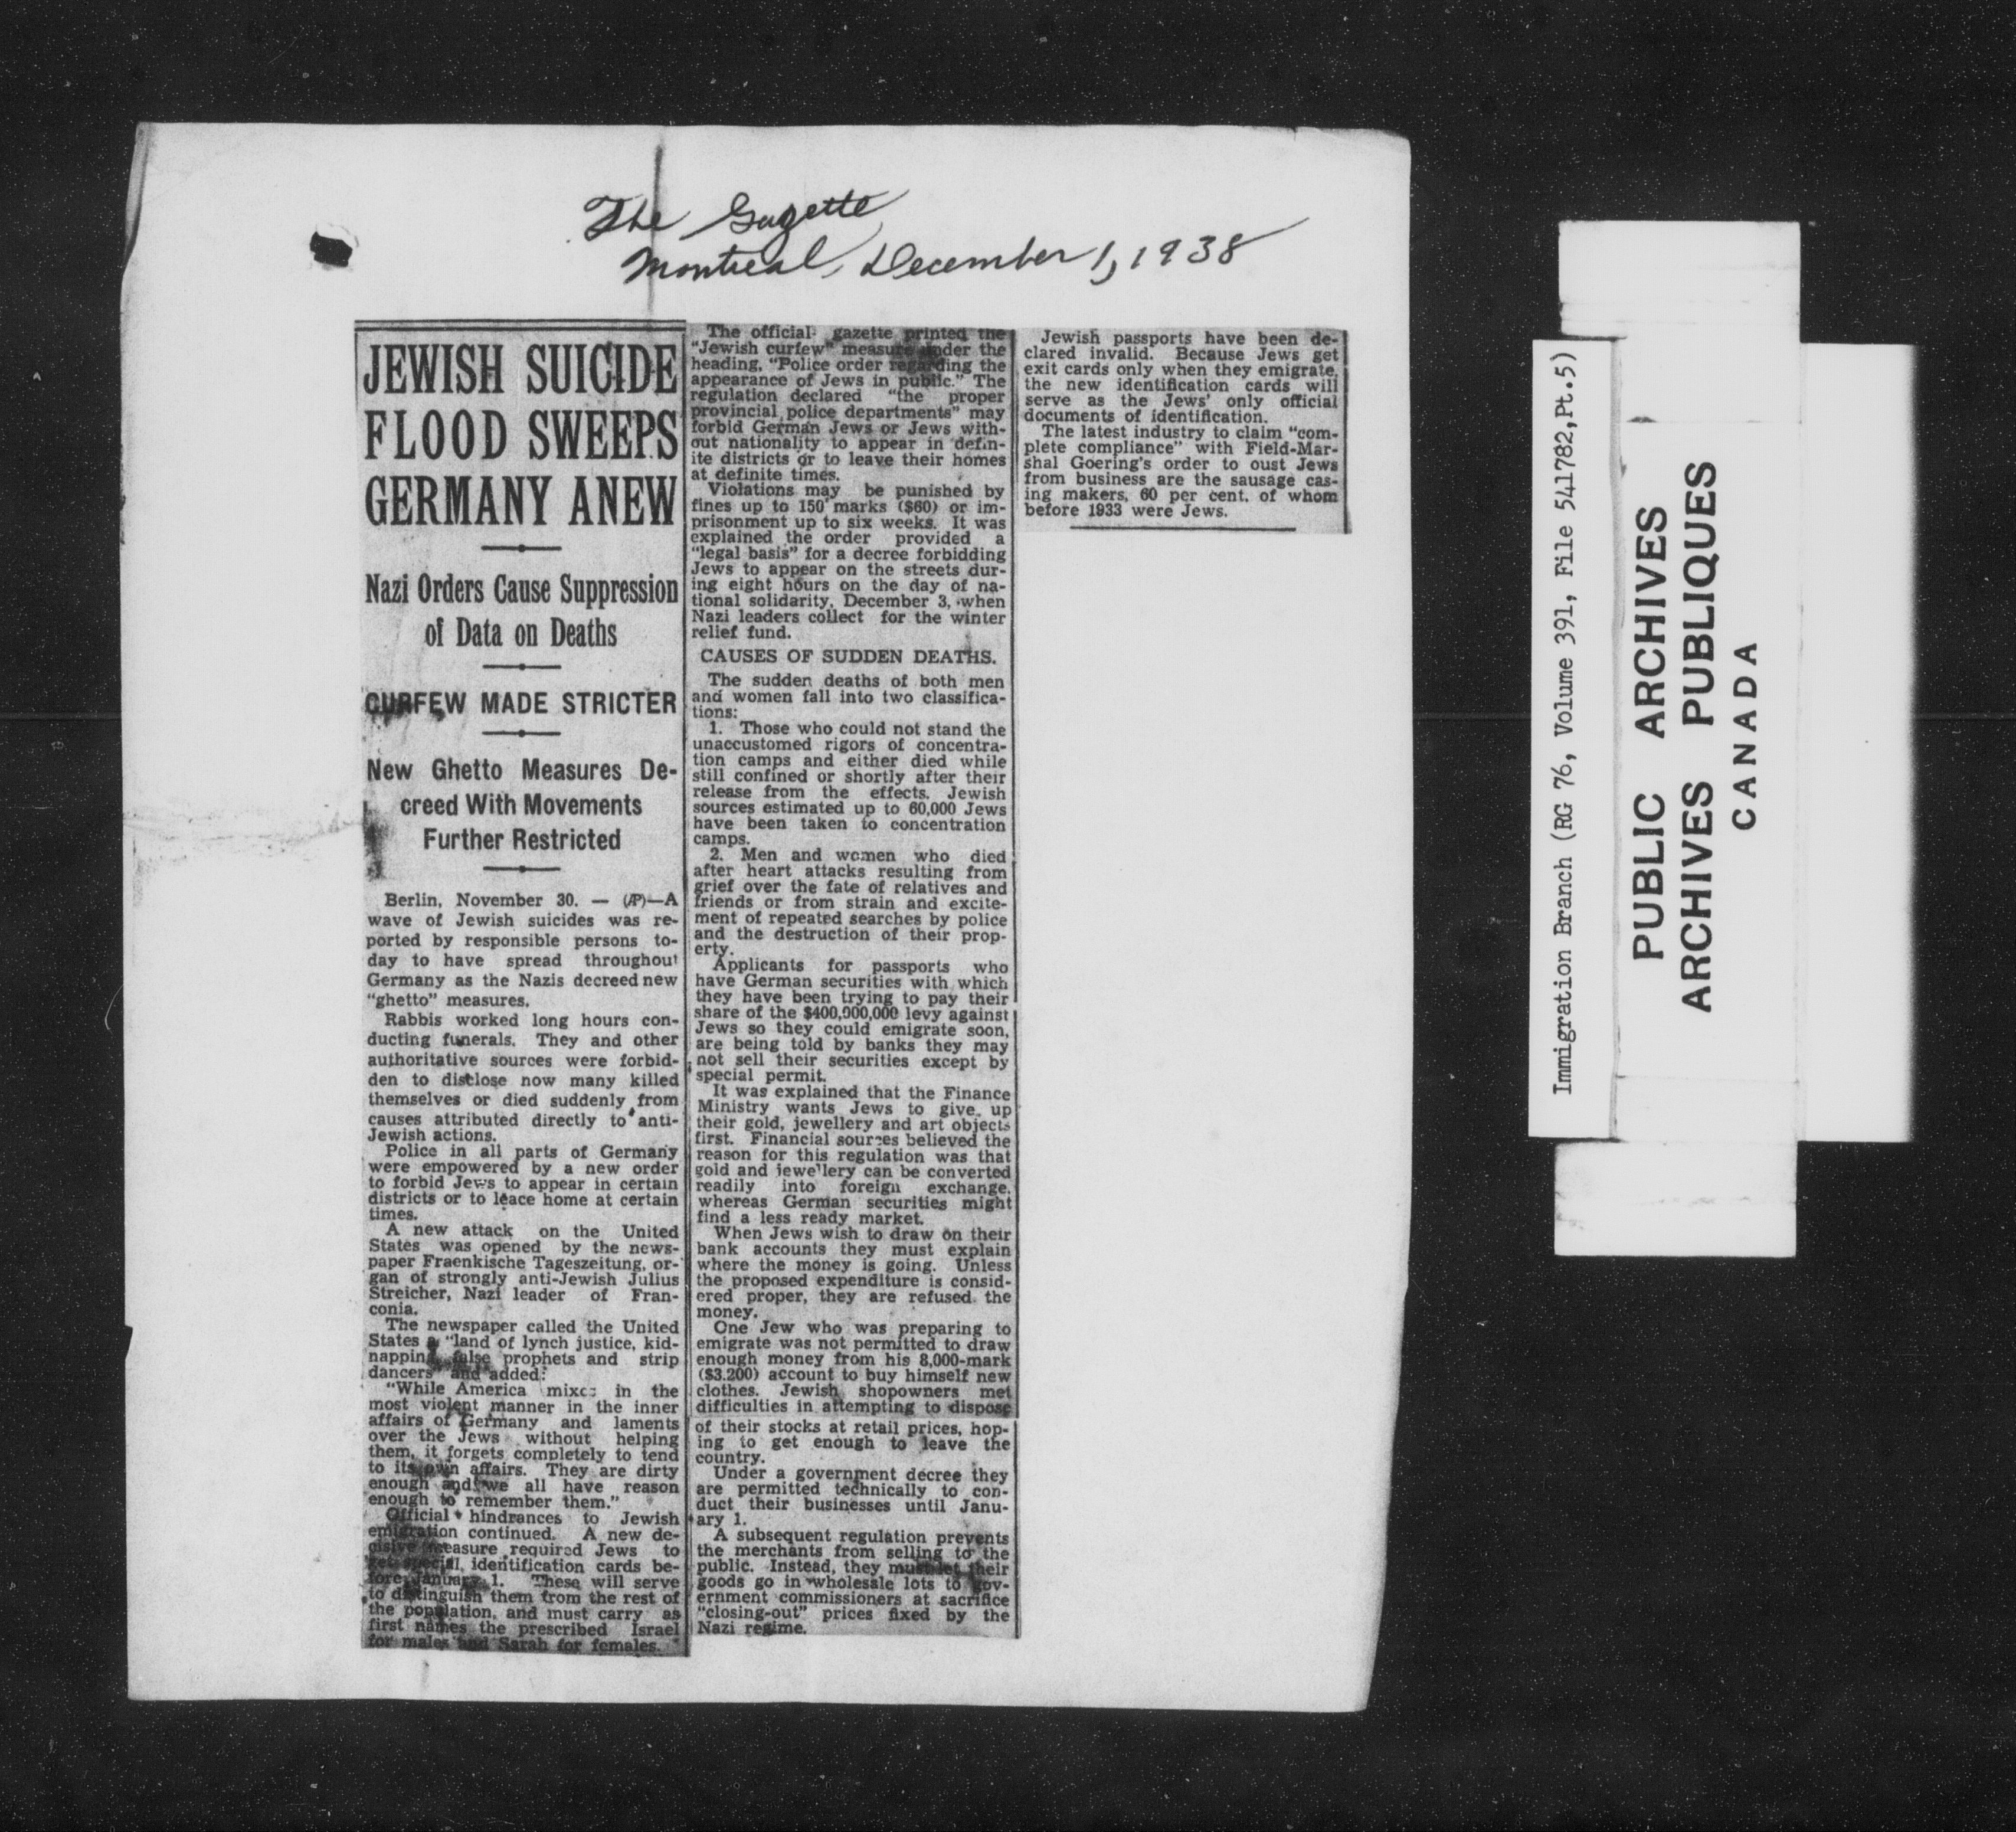 The Gazette
Montreal, December 1, 1938
JEWISH SUICIDE
FLOOD SWEEPS
GERMANY ANEW
Nazi Orders Cause Suppression
of Data on Deaths
CURFEW MADE STRICTER
New Ghetto Measures De-
creed With Movements
Further Restricted
Berlin, November 30. — (AP)—A
wave of Jewish suicides was re-
ported by responsible persons to-
day to have spread throughout
Germany as the Nazis decreed new
"ghetto" measures.
Rabbis worked long hours con-
ducting funerals. They and other
authoritative sources were forbid-
den to disclose now many killed
themselves or died suddenly from
causes attributed directly to anti-
Jewish actions.
Police in all parts of Germany
were empowered by a new order
to forbid Jews to appear in certain
districts or to leace home at certain
times.
A new attack on the United
States was opened by the news-
paper Fraenkische Tageszeitung, or-
gan of strongly anti-Jewish Julius
Streicher, Nazi leader of Fran-
conia.
The newspaper called the United
States a "land of lynch justice, kid-
napping, false prophets and strip
dancers" and added:
"While America mixes in the
most violent manner in the inner
affairs of Germany and laments
over the Jews without helping
them, it forgets completely to tend
to its own affairs. They are dirty
enough and we all have reason
enough to remember them."
Official hindrances to Jewish
emigration continued. A new de-
cisive measure required Jews to
get special identification cards be-
fore January 1. These will serve
to distinguish them from the rest of
the population, and must carry as
first names the prescribed Israel
for males and Sarah for females.
The official gazette printed the
"Jewish curfew" measure under the
heading, "Police order regarding the
appearance of Jews in public." The
regulation declared "the proper
provincial police departments" may
forbid German Jews or Jews with-
out nationality to appear in defin-
ite districts or to leave their homes
at definite times.
Violations may be punished by
fines up to 150 marks ($60) or im-
prisonment up to six weeks. It was
explained the order provided a
"legal basis" for a decree forbidding
Jews to appear on the streets dur-
ing eight hours on the day of na-
tional solidarity, December 3, when
Nazi leaders collect for the winter
relief fund.
CAUSES OF SUDDEN DEATHS.
The sudden deaths of both men
and women fall into two classifica-
tions:
1. Those who could not stand the
unaccustomed rigors of concentra-
tion camps and either died while
still confined or shortly after their
release from the effects. Jewish
sources estimated up to 60,000 Jews
have been taken to concentration
camps.
2. Men and women who died
after heart attacks resulting from
grief over the fate of relatives and
friends or from strain and excite-
ment of repeated searches by police
and the destruction of their prop-
erty.
Applicants for passports who
have German securities with which
they have been trying to pay their
share of the $400,000,000 levy against
Jews so they could emigrate soon,
are being told by banks they may
not sell their securities except by
special permit.
It was explained that the Finance
Ministry wants Jews to give up
their gold, jewellery and art objects
first. Financial sources believed the
reason for this regulation was that
gold and jewellery can be converted
readily into foreign exchange,
whereas German securities might
find a less ready market.
When Jews wish to draw on their
bank accounts they must explain
where the money is going. Unless
the proposed expenditure is consid-
ered proper, they are refused the
money.
One Jew who was preparing to
emigrate was not permitted to draw
enough money from his 8,000-mark
($3,200) account to buy himself new
clothes. Jewish shopowners met
difficulties in attempting to dispose
of their stocks at retail prices, hop-
ing to get enough to leave the
country.
Under a government decree they
are permitted technically to con-
duct their businesses until Janu-
ary 1.
A subsequent regulation prevents
the merchants from selling to the
public. Instead, they must let their
goods go in wholesale lots to gov-
ernment commissioners at sacrifice
"closing-out" prices fixed by the
Nazi regime.
Jewish passports have been de-
clared invalid. Because Jews get
exit cards only when they emigrate,
the new identification cards will
serve as the Jews' only official
documents of identification.
The latest industry to claim "com-
plete compliance" with Field-Mar-
shal Goering's order to oust Jews
from business are the sausage cas-
ing makers, 60 per cent. of whom
before 1933 were Jews.
Immigration Branch (RG 76, Volume 391, File 541782,Pt.5)
PUBLIC ARCHIVES
ARCHIVES PUBLIQUES
CANADA